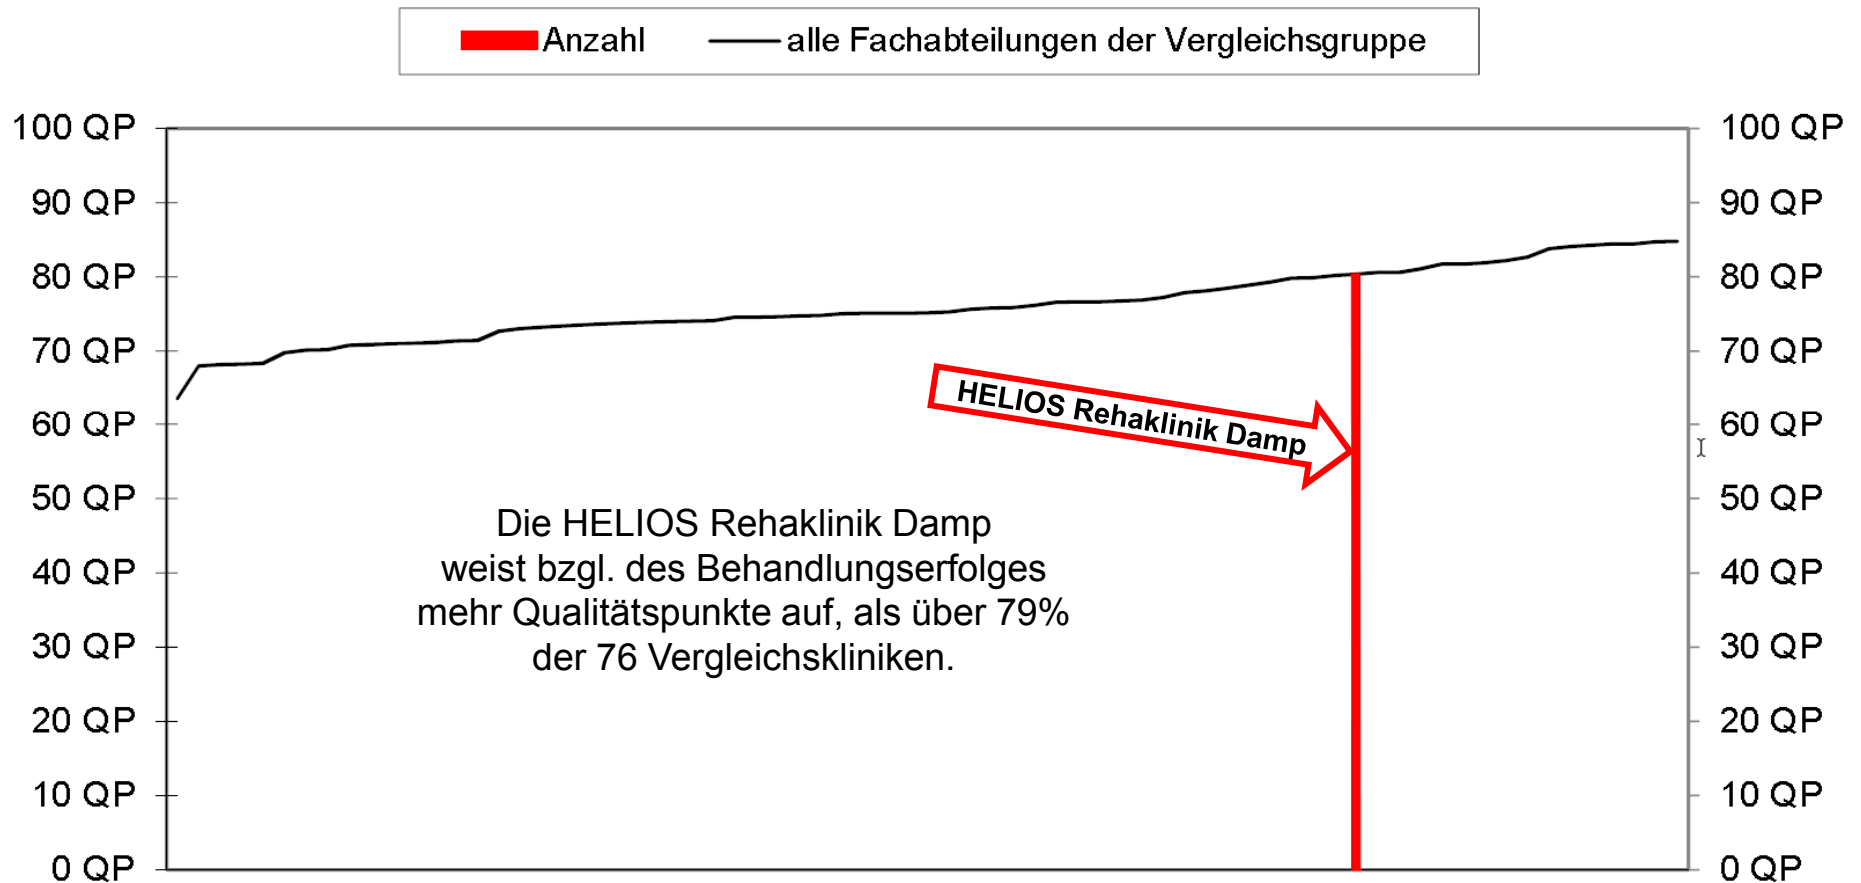 Anzahl alle Fachabteilungen der Vergleichsgruppe
100 QP 100 QP
90 QP 90 QP
80 QP 80 QP
70 QP 70 QP
HELIOS Rehaklinik Damp
60 QP 60 QP
50 QP 50 QP
Die HELIOS Rehaklinik Damp
weist bzgl. des Behandlungserfolges
40 QP 40 QP
mehr Qualitätspunkte auf, als über 79%
30 QP 30 QP
der 76 Vergleichskliniken.
20 QP 20 QP
10 QP 10 QP
0 QP 0 QP